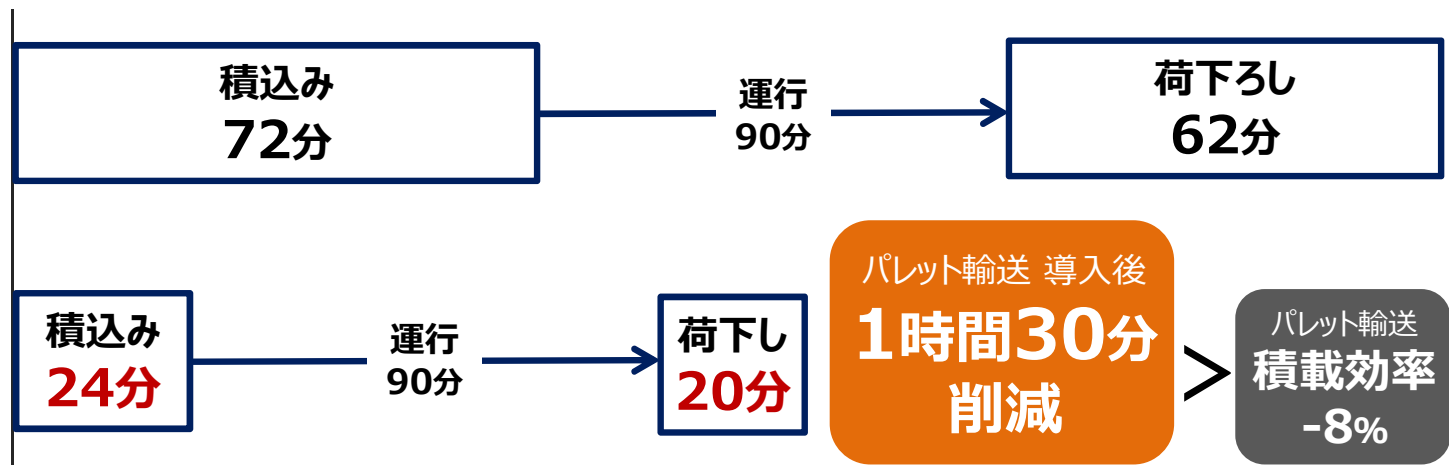 積込み
72分
運行
90分
荷下ろし
62分
積込み
24分
運行
90分
荷下し
20分
パレット輸送 導入後
1時間30分
削減
>
パレット輸送
積載効率
-8%